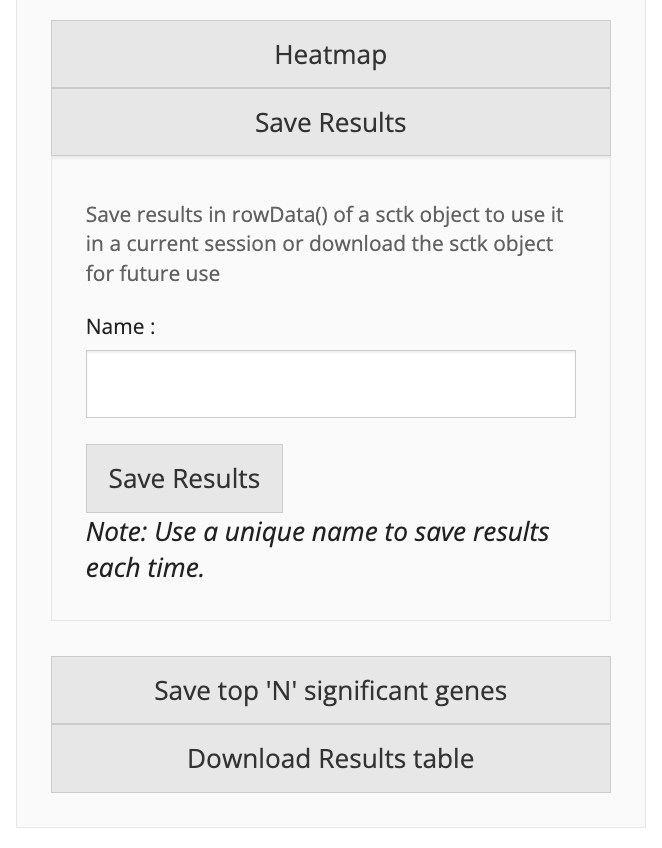 Heatmap
Save Results
Save results in rowData() of a sctk object to use it
in a current session or download the sctk object
for future use
Name :
Save Results
Note: Use a unique name to save results
each time.
Save top 'N' significant genes
Download Results table